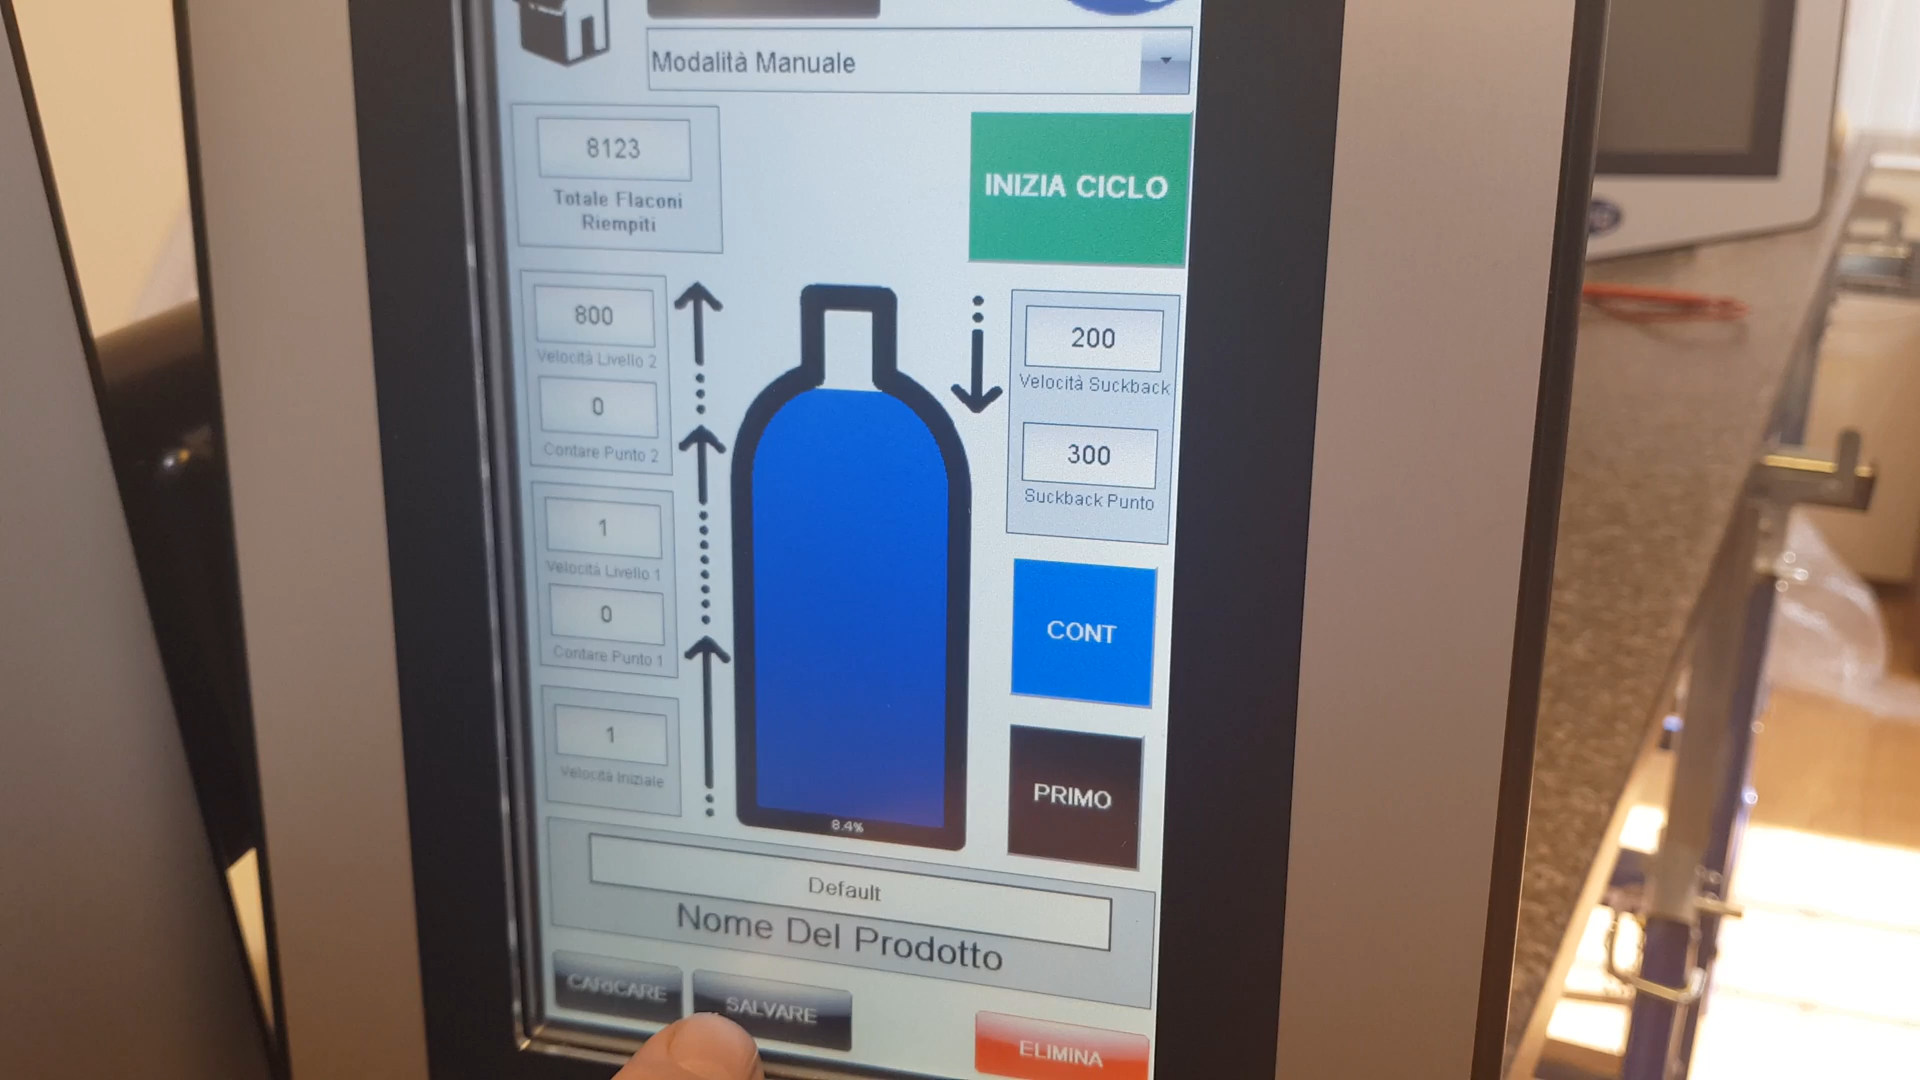 Modalità Manuale
8123
Totale Flaconi
Riempiti
INIZIA CICLO
800
Velocità Livello 2
0
Contare Punto 2
1
Velocità Livello 1
0
Contare Punto 1
1
Velocità Iniziale
200
Velocità Suckback
300
Suckback Punto
CONT
PRIMO
8.4%
Default
Nome Del Prodotto
CARICARE
SALVARE
ELIMINA